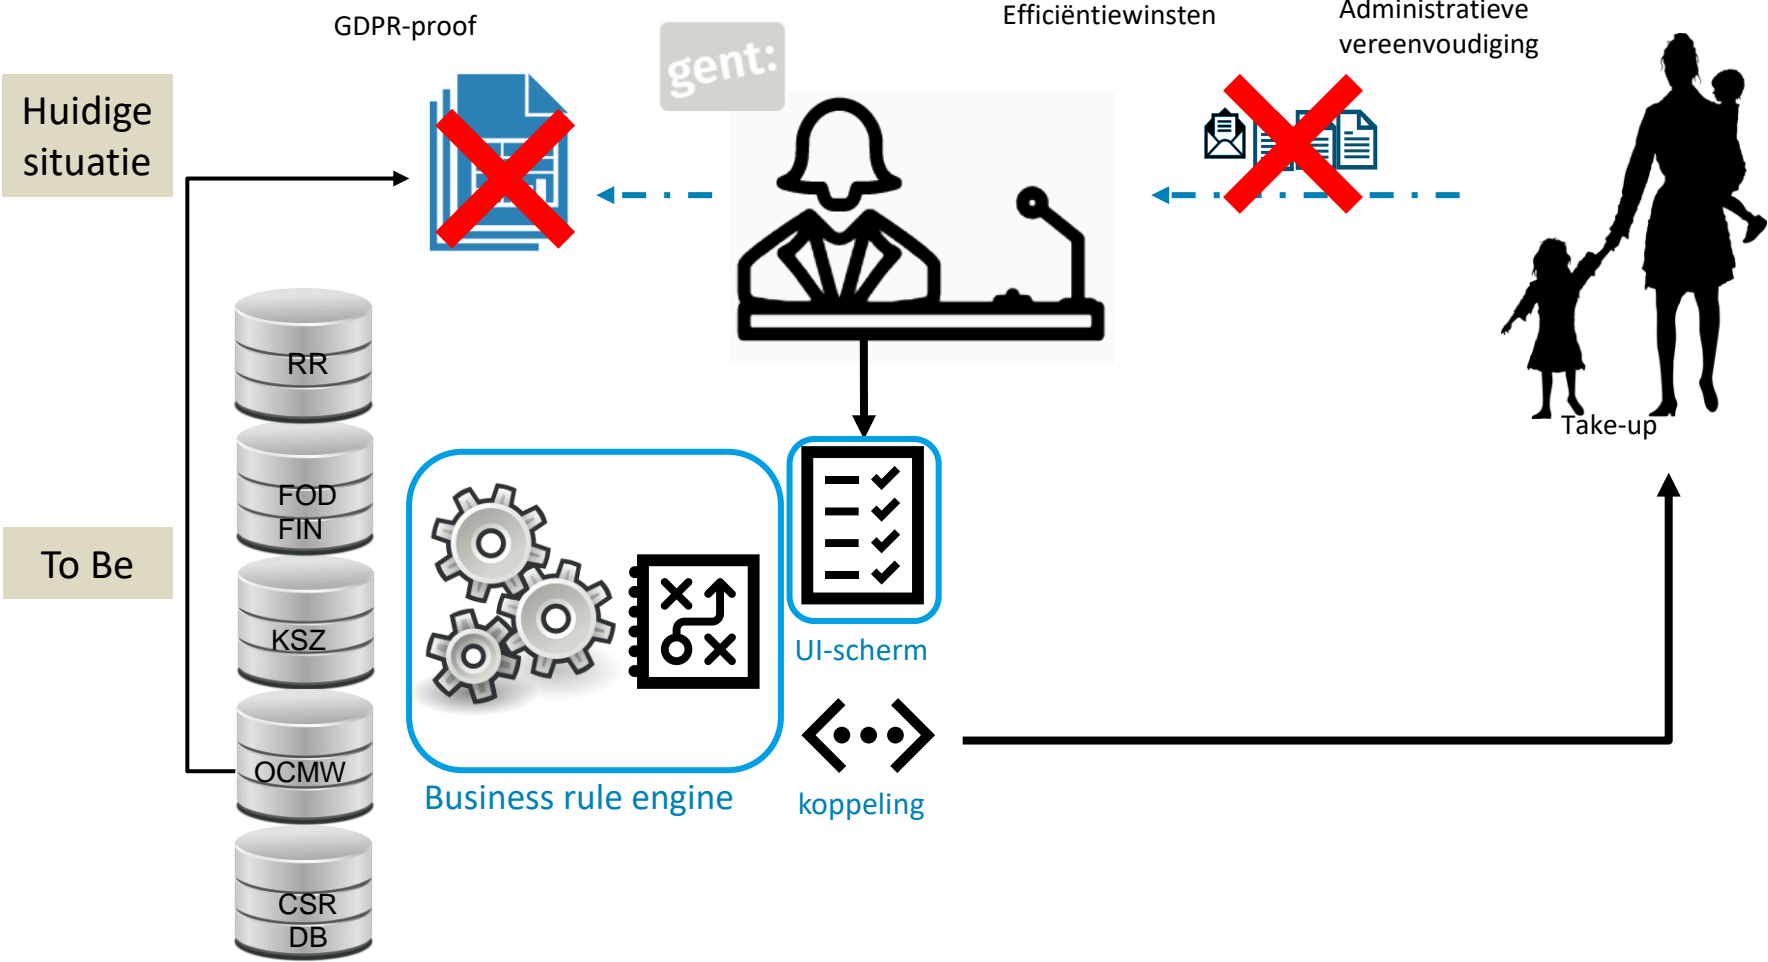 GDPR-proof
gent:
Efficiëntiewinsten
Administratieve
vereenvoudiging
Huidige
situatie
RR
FOD
FIN
Take-up
To Be
KSZ
UI-scherm
OCMW
Business rule engine
koppeling
CSR
DB